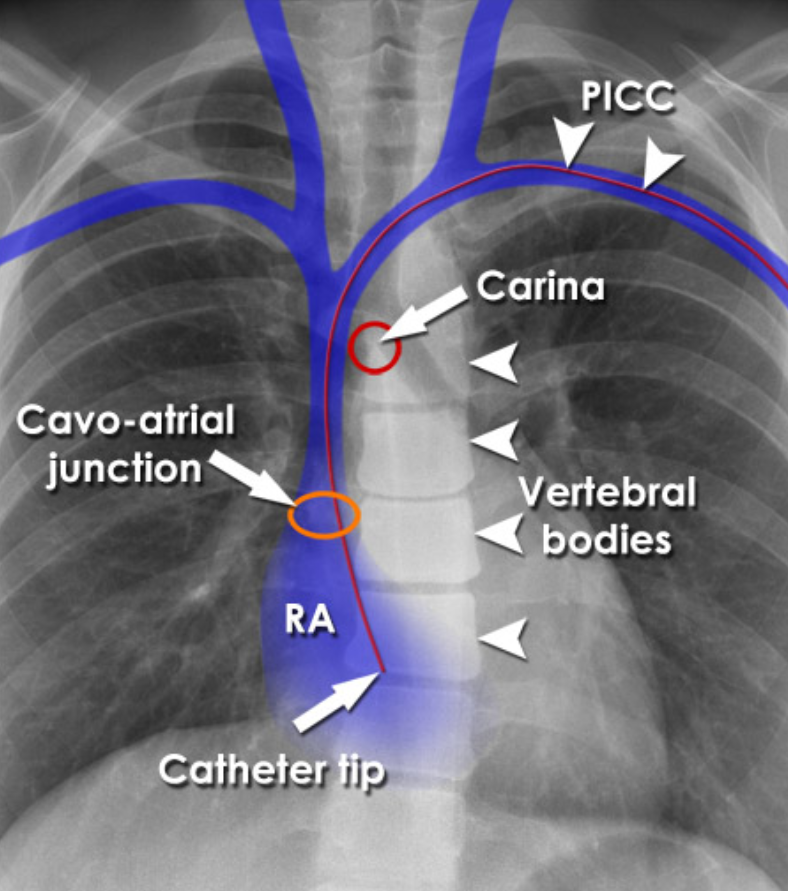 PICC
Carina
Cavo-atrial
junction
Vertebral
bodies
RA
Catheter tip